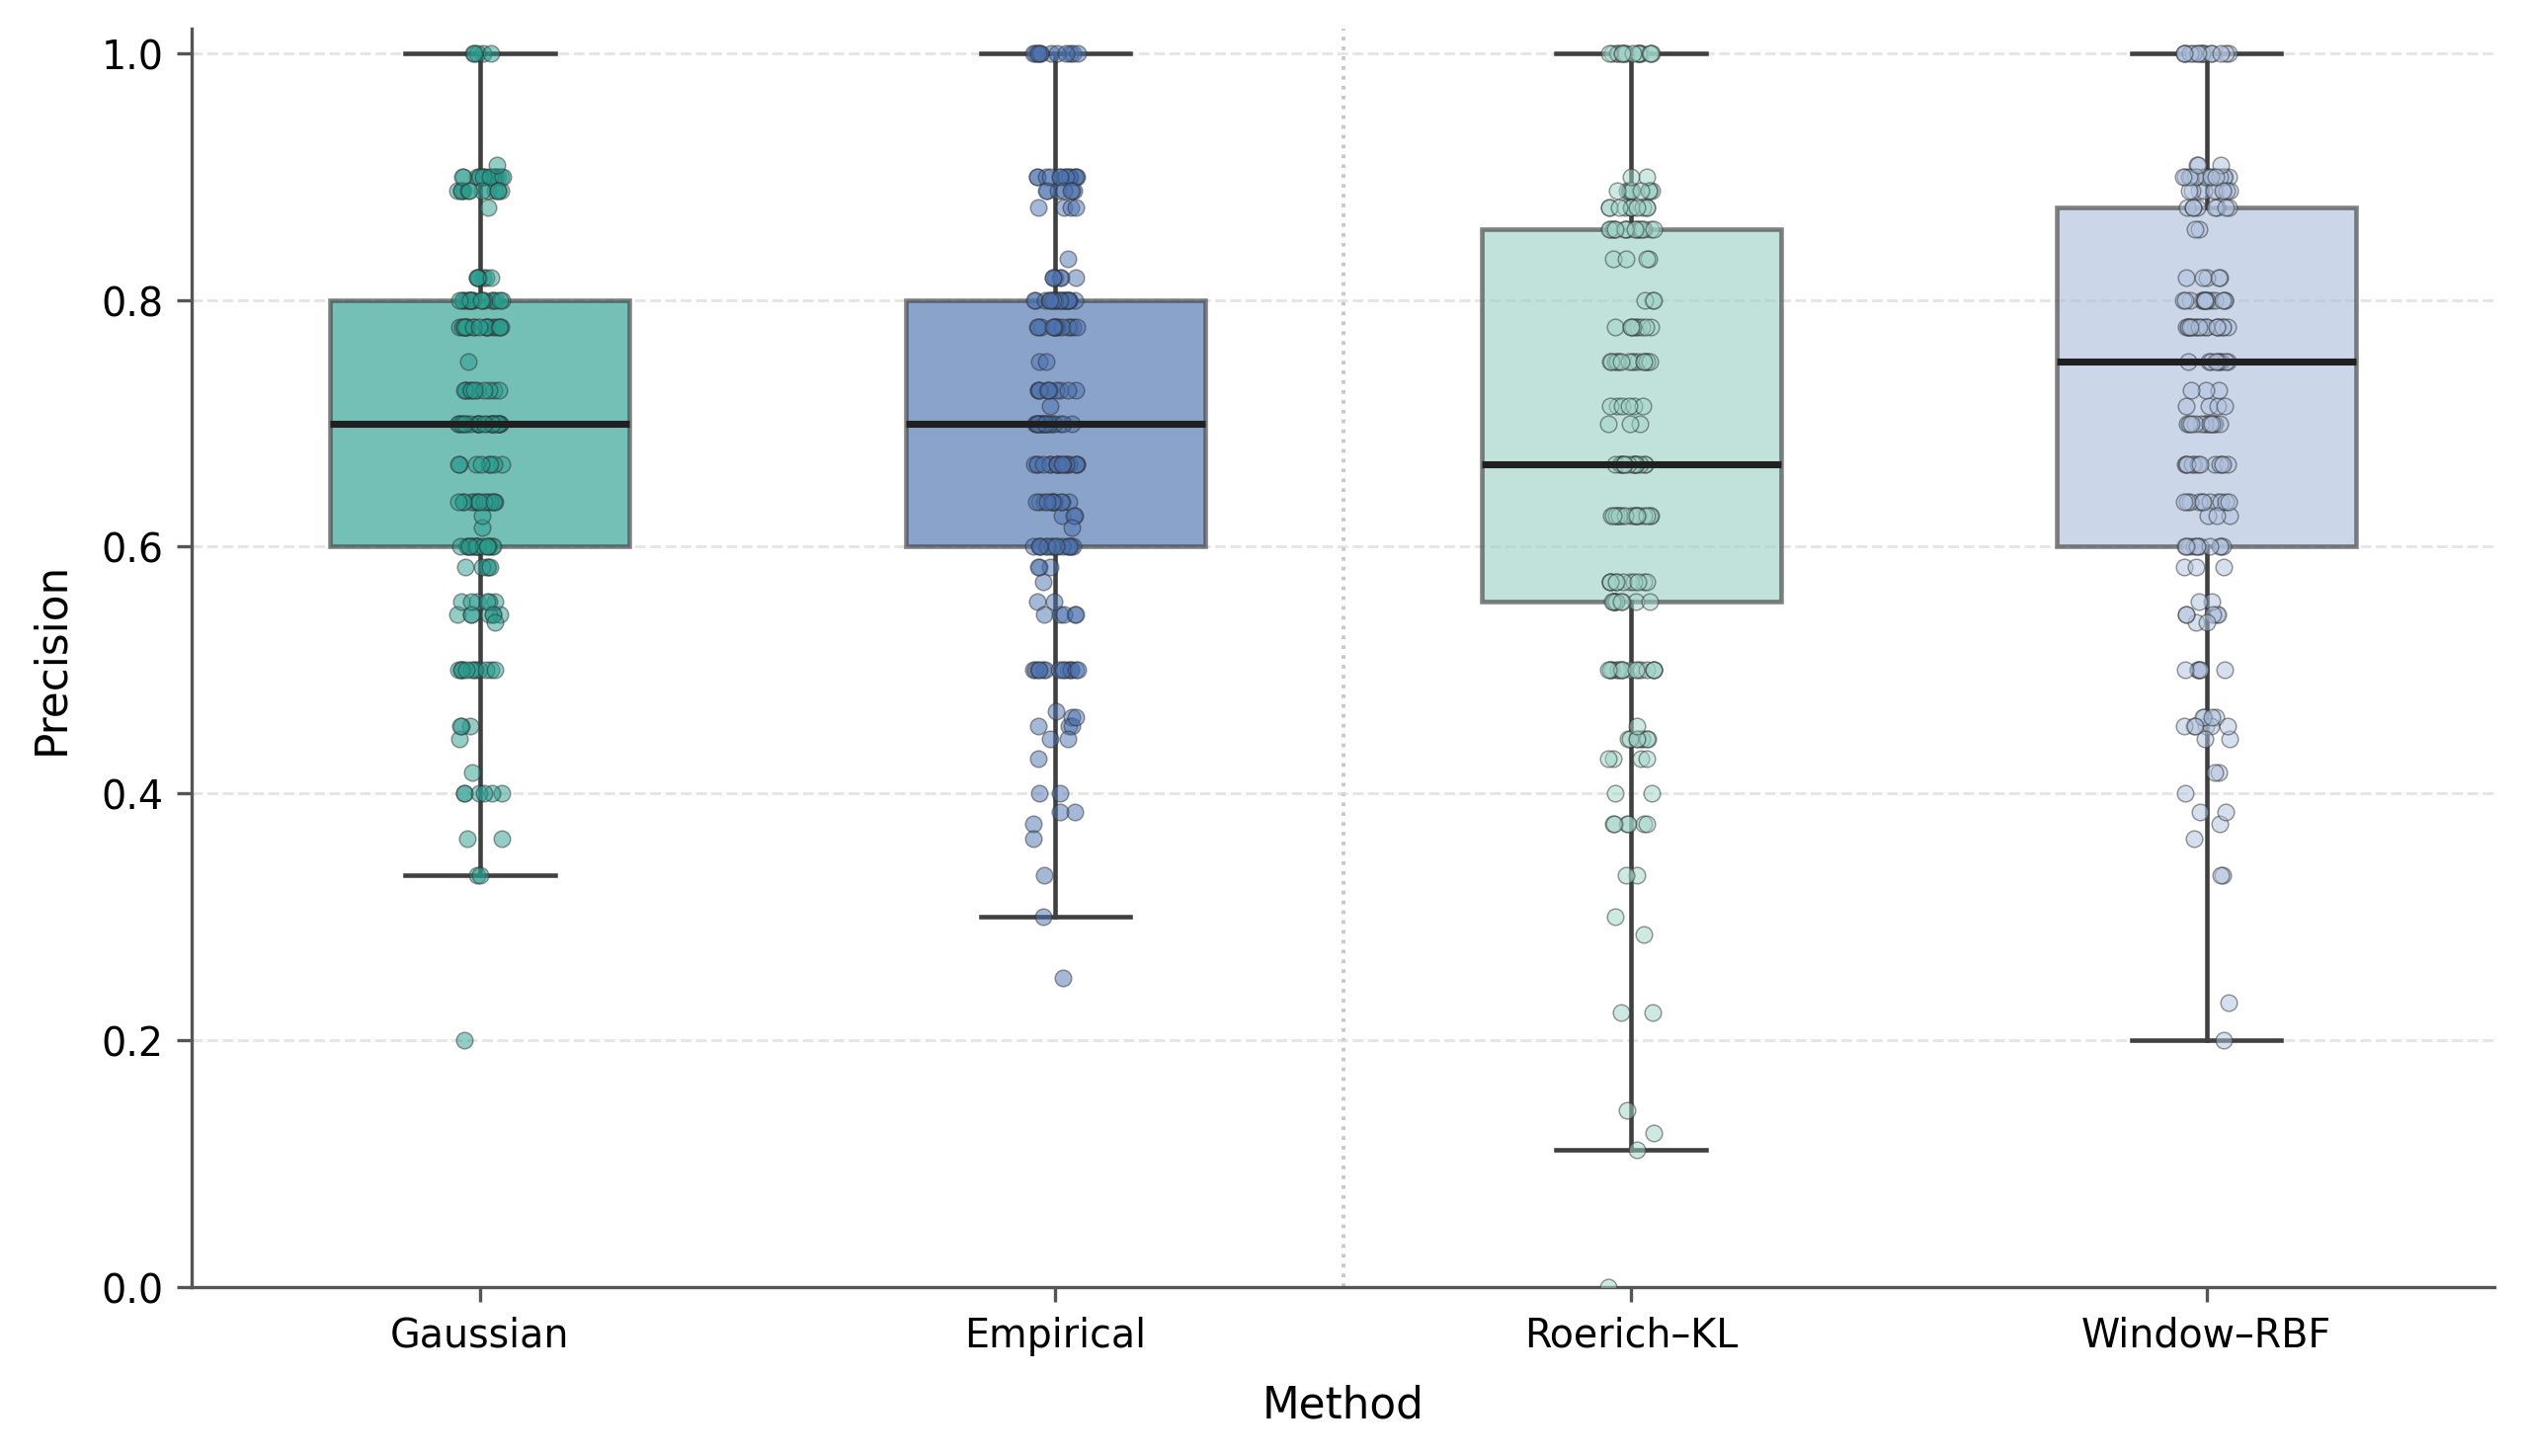 1.0
0.8
0.6
0.4
0.2
0.0
Precision
Gaussian
Empirical
Roerich–KL
Window–RBF
Method